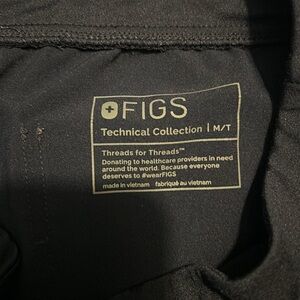 FIGS
Technical Collection | M/T
Threads for Threads™
Donating to healthcare providers in need
around the world. Because everyone
deserves to #wearFIGS
made in vietnam fabriqué au vietnam